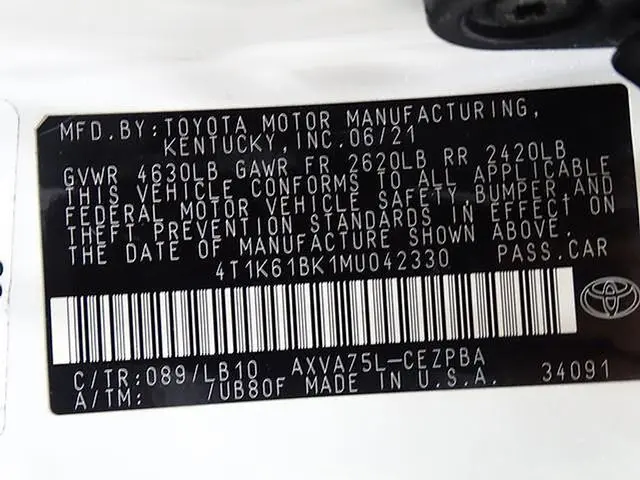 MFD. BY: TOYOTA MOTOR MANUFACTURING,
KENTUCKY, INC. 06/21
GVWR 4630LB GAWR FR 2620LB RR 2420LB
THIS VEHICLE CONFORMS TO ALL APPLICABLE
FEDERAL MOTOR VEHICLE SAFETY, BUMPER AND
THEFT PREVENTION STANDARDS IN EFFECT ON
THE DATE OF MANUFACTURE SHOWN ABOVE.
4T1K61BK1MU042330 PASS. CAR
C/TR: 089/LB10 AXVA75L-CEZPBA
A/TM: /UB80F MADE IN U.S.A. 34091